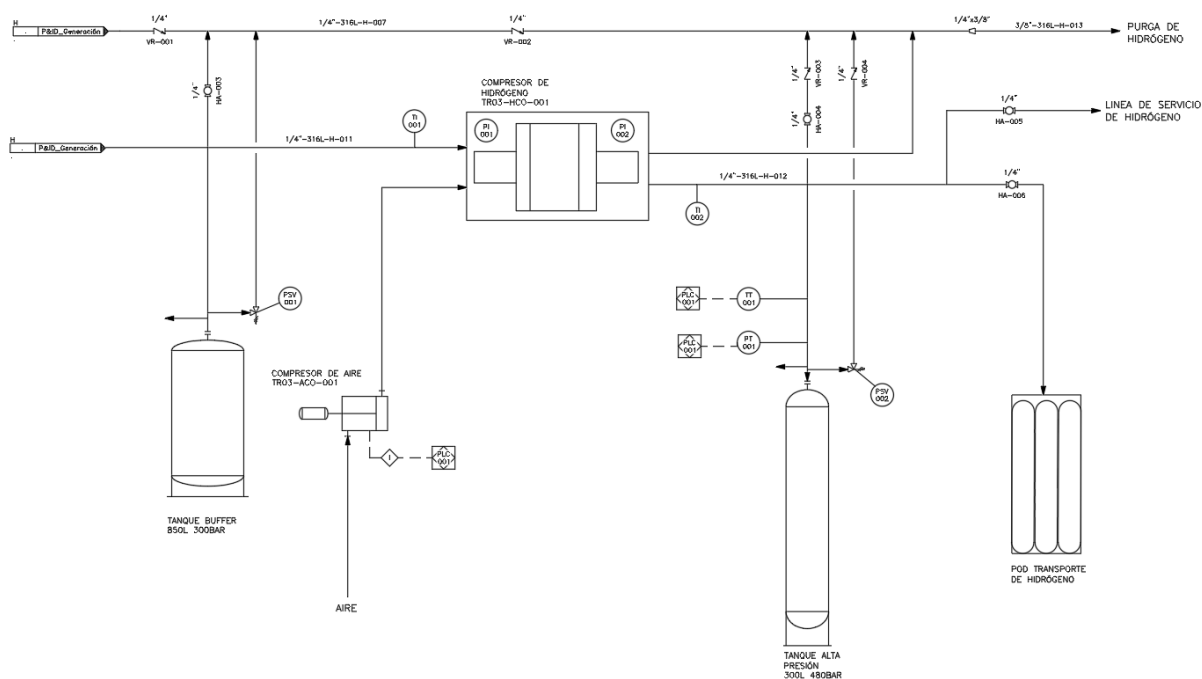 H
P&ID_Generación
1/4"
VR-001
1/4"-316L-H-007
1/4"
VR-002
1/4"x3/8"
3/8"-316L-H-013
PURGA DE
HIDRÓGENO
1/4"
HA-003
COMPRESOR DE
HIDRÓGENO
TR03-HCO-001
1/4"
VR-003
1/4"
VR-004
1/4"
HA-004
LINEA DE SERVICIO
DE HIDRÓGENO
1/4"
HA-005
H
P&ID_Generación
1/4"-316L-H-011
TI
001
PI
001
PI
002
1/4"-316L-H-012
TI
002
1/4"
HA-006
PSV
001
PLC
001
TT
001
PLC
001
PT
001
PSV
002
COMPRESOR DE AIRE
TR03-ACO-001
I
PLC
001
TANQUE BUFFER
850L 300BAR
AIRE
POD TRANSPORTE
DE HIDRÓGENO
TANQUE ALTA
PRESIÓN
300L 480BAR